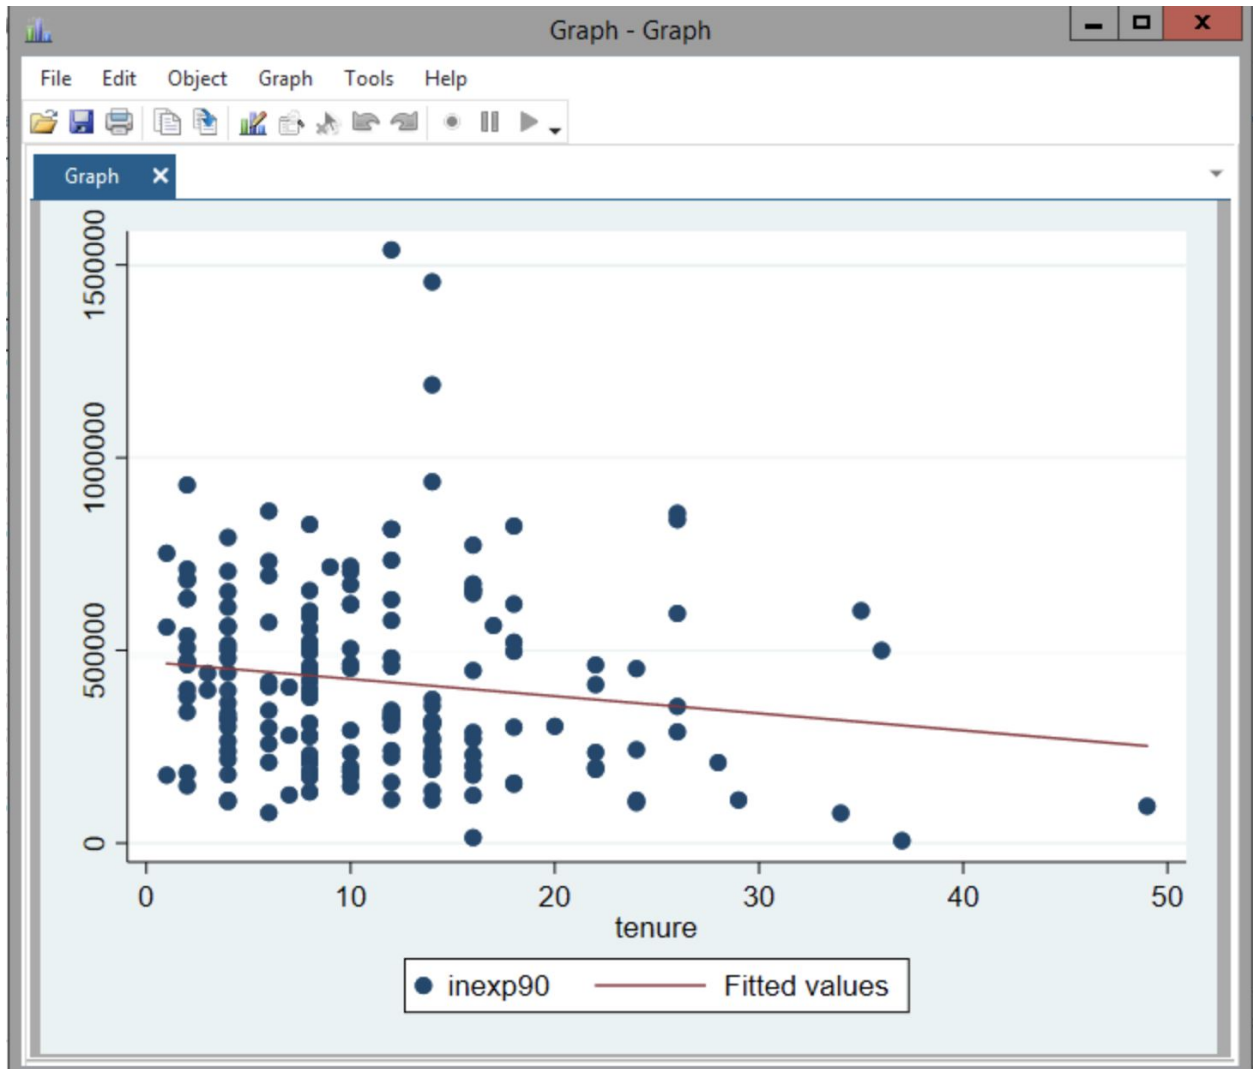 Graph - Graph
File Edit Object Graph Tools Help
Graph
1500000
1000000
500000
0
0 10 20 30 40 50
tenure
inexp90 Fitted values